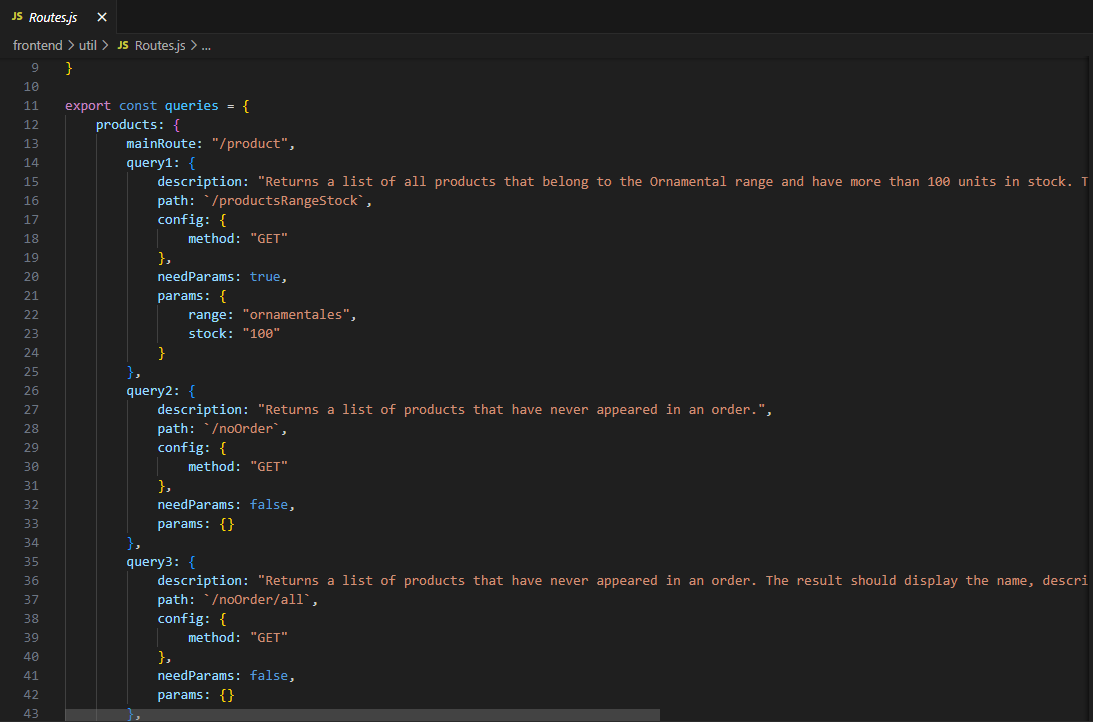 JS Routes.js ×
frontend > util > JS Routes.js > ...
9 }
10
11 export const queries = {
12 products: {
13 mainRoute: "/product",
14 query1: {
15 description: "Returns a list of all products that belong to the Ornamental range and have more than 100 units in stock. T
16 path: `/productsRangeStock`,
17 config: {
18 method: "GET"
19 },
20 needParams: true,
21 params: {
22 range: "ornamentales",
23 stock: "100"
24 }
25 },
26 query2: {
27 description: "Returns a list of products that have never appeared in an order.",
28 path: `/noOrder`,
29 config: {
30 method: "GET"
31 },
32 needParams: false,
33 params: {}
34 },
35 query3: {
36 description: "Returns a list of products that have never appeared in an order. The result should display the name, descri
37 path: `/noOrder/all`,
38 config: {
39 method: "GET"
40 },
41 needParams: false,
42 params: {}
43 },